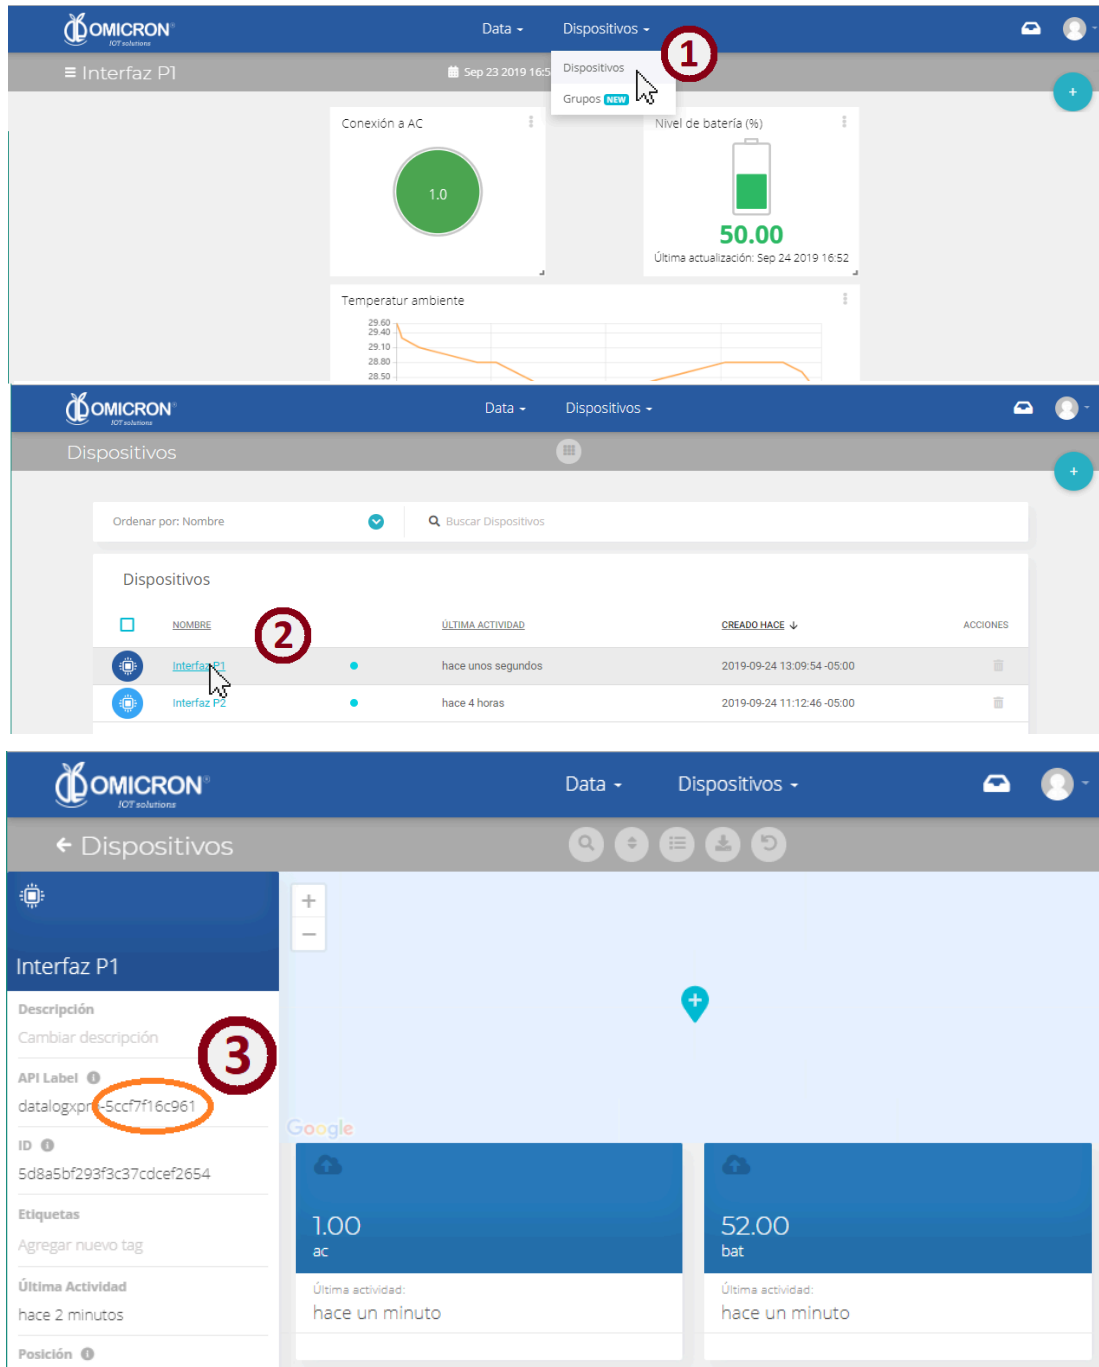 OMICRON®
IOT solutions
Data
Dispositivos
Interfaz P1
Sep 23 2019 16:5
Dispositivos
Grupos NEW
1
+
Conexión a AC
1.0
Nivel de batería (%)
50.00
Última actualización: Sep 24 2019 16:52
Temperatur ambiente
29.60
29.40
29.10
28.80
28.50
OMICRON®
IOT solutions
Data
Dispositivos
Dispositivos
+
Ordenar por: Nombre
Buscar Dispositivos
Dispositivos
NOMBRE
2
ÚLTIMA ACTIVIDAD
CREADO HACE ↓
ACCIONES
Interfaz P1
hace unos segundos
2019-09-24 13:09:54 -05:00
Interfaz P2
hace 4 horas
2019-09-24 11:12:46 -05:00
OMICRON®
IOT solutions
Data
Dispositivos
← Dispositivos
Interfaz P1
+
−
Descripción
Cambiar descripción
3
API Label
-5ccf7f16c961
Google
ID
5d8a5bf293f3c37cdcef2654
Etiquetas
Agregar nuevo tag
Última Actividad
hace 2 minutos
Posición
1.00
ac
Última actividad:
hace un minuto
52.00
bat
Última actividad:
hace un minuto